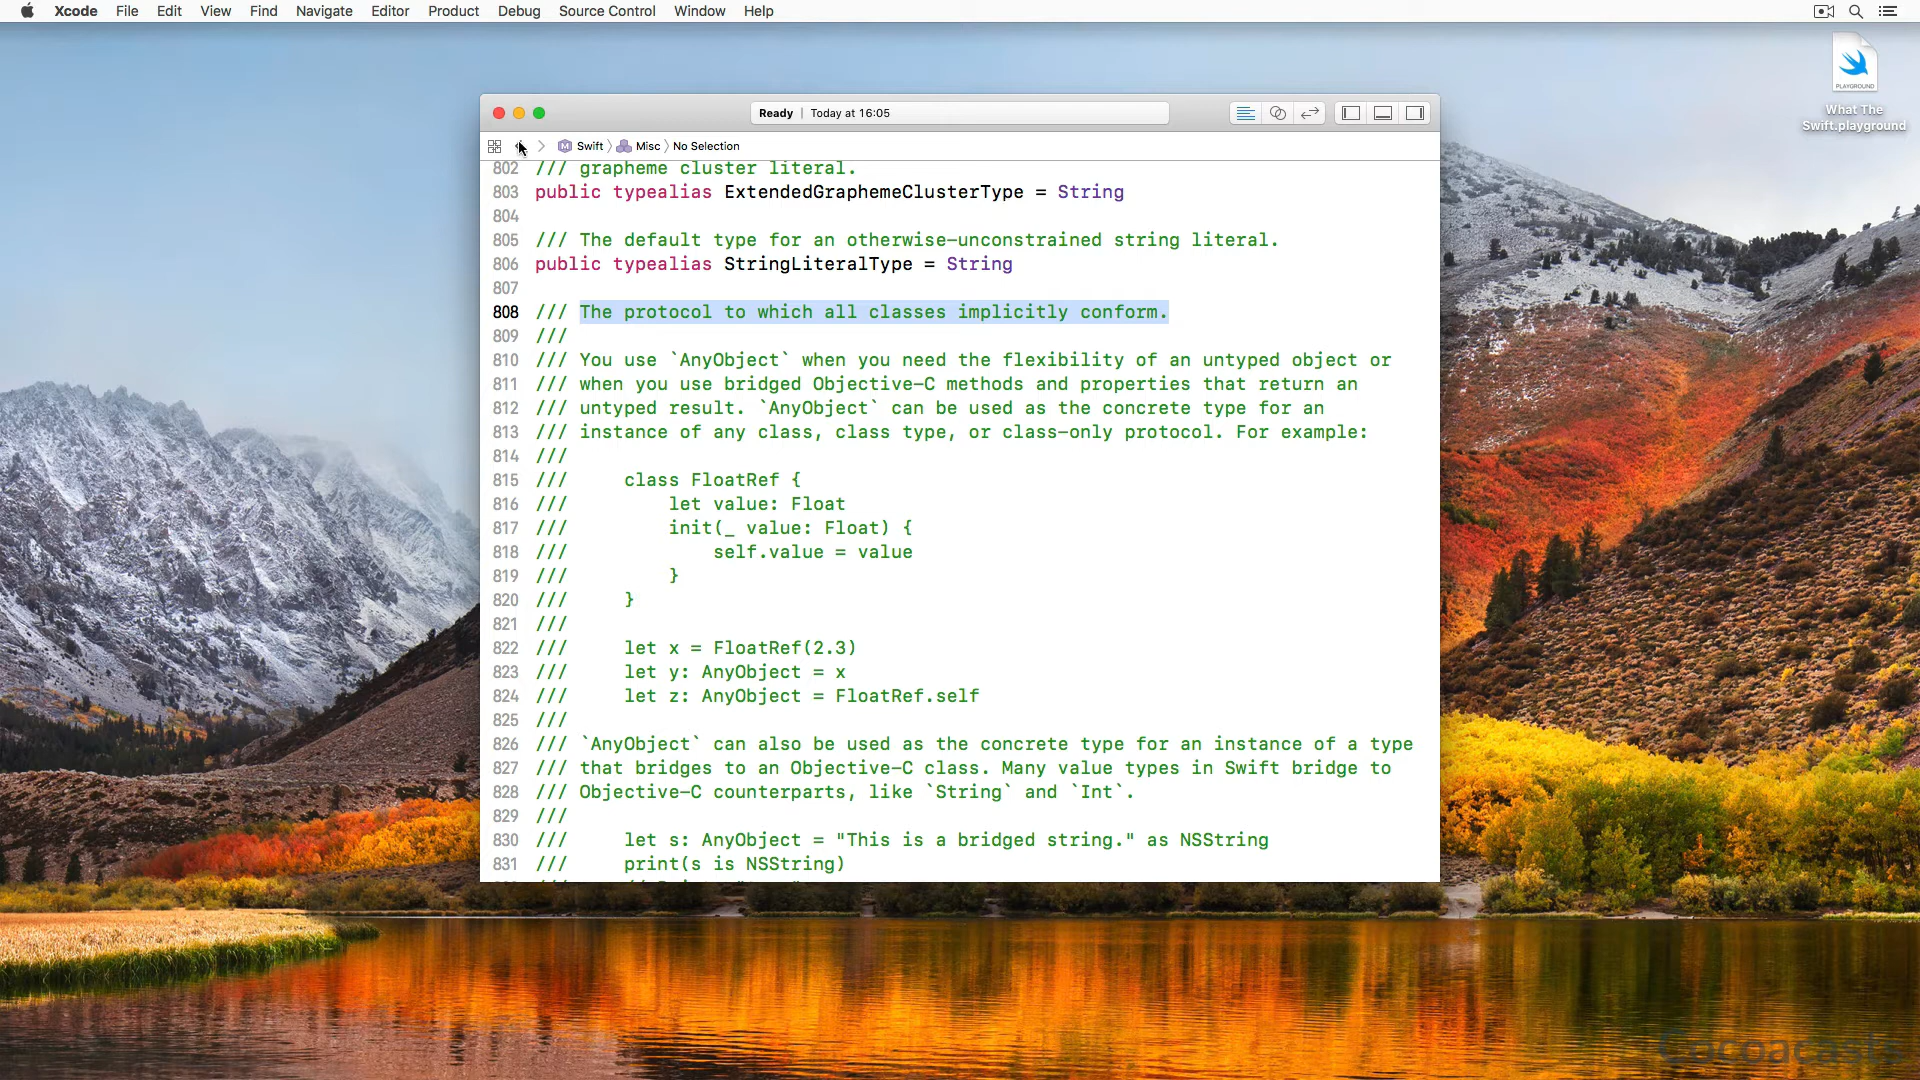 Xcode File Edit View Find Navigate Editor Product Debug Source Control Window Help
PLAYGROUND
What The
Swift.playground
Ready | Today at 16:05
M Swift Misc No Selection
802 /// grapheme cluster literal.
803 public typealias ExtendedGraphemeClusterType = String
804
805 /// The default type for an otherwise-unconstrained string literal.
806 public typealias StringLiteralType = String
807
808 /// The protocol to which all classes implicitly conform.
809 ///
810 /// You use `AnyObject` when you need the flexibility of an untyped object or
811 /// when you use bridged Objective-C methods and properties that return an
812 /// untyped result. `AnyObject` can be used as the concrete type for an
813 /// instance of any class, class type, or class-only protocol. For example:
814 ///
815 ///     class FloatRef {
816 ///         let value: Float
817 ///         init(_ value: Float) {
818 ///             self.value = value
819 ///         }
820 ///     }
821 ///
822 ///     let x = FloatRef(2.3)
823 ///     let y: AnyObject = x
824 ///     let z: AnyObject = FloatRef.self
825 ///
826 /// `AnyObject` can also be used as the concrete type for an instance of a type
827 /// that bridges to an Objective-C class. Many value types in Swift bridge to
828 /// Objective-C counterparts, like `String` and `Int`.
829 ///
830 ///     let s: AnyObject = "This is a bridged string." as NSString
831 ///     print(s is NSString)
Cocoacasts